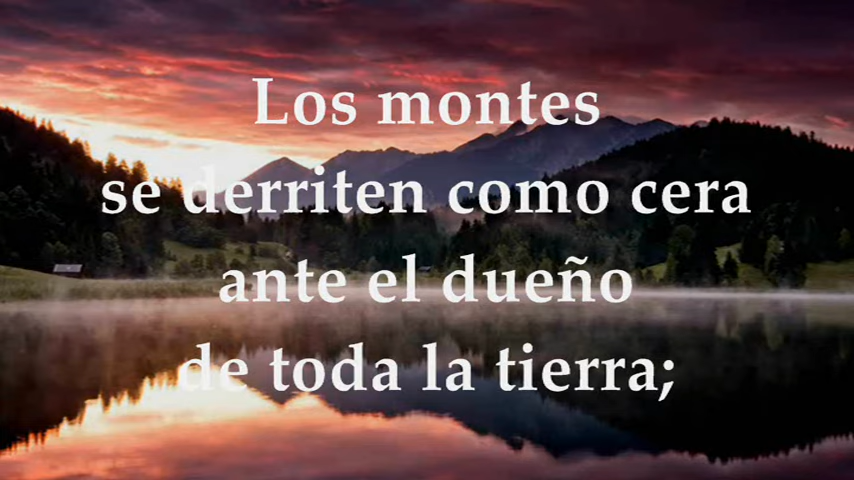 Los montes
se derriten como cera
ante el dueño
de toda la tierra;